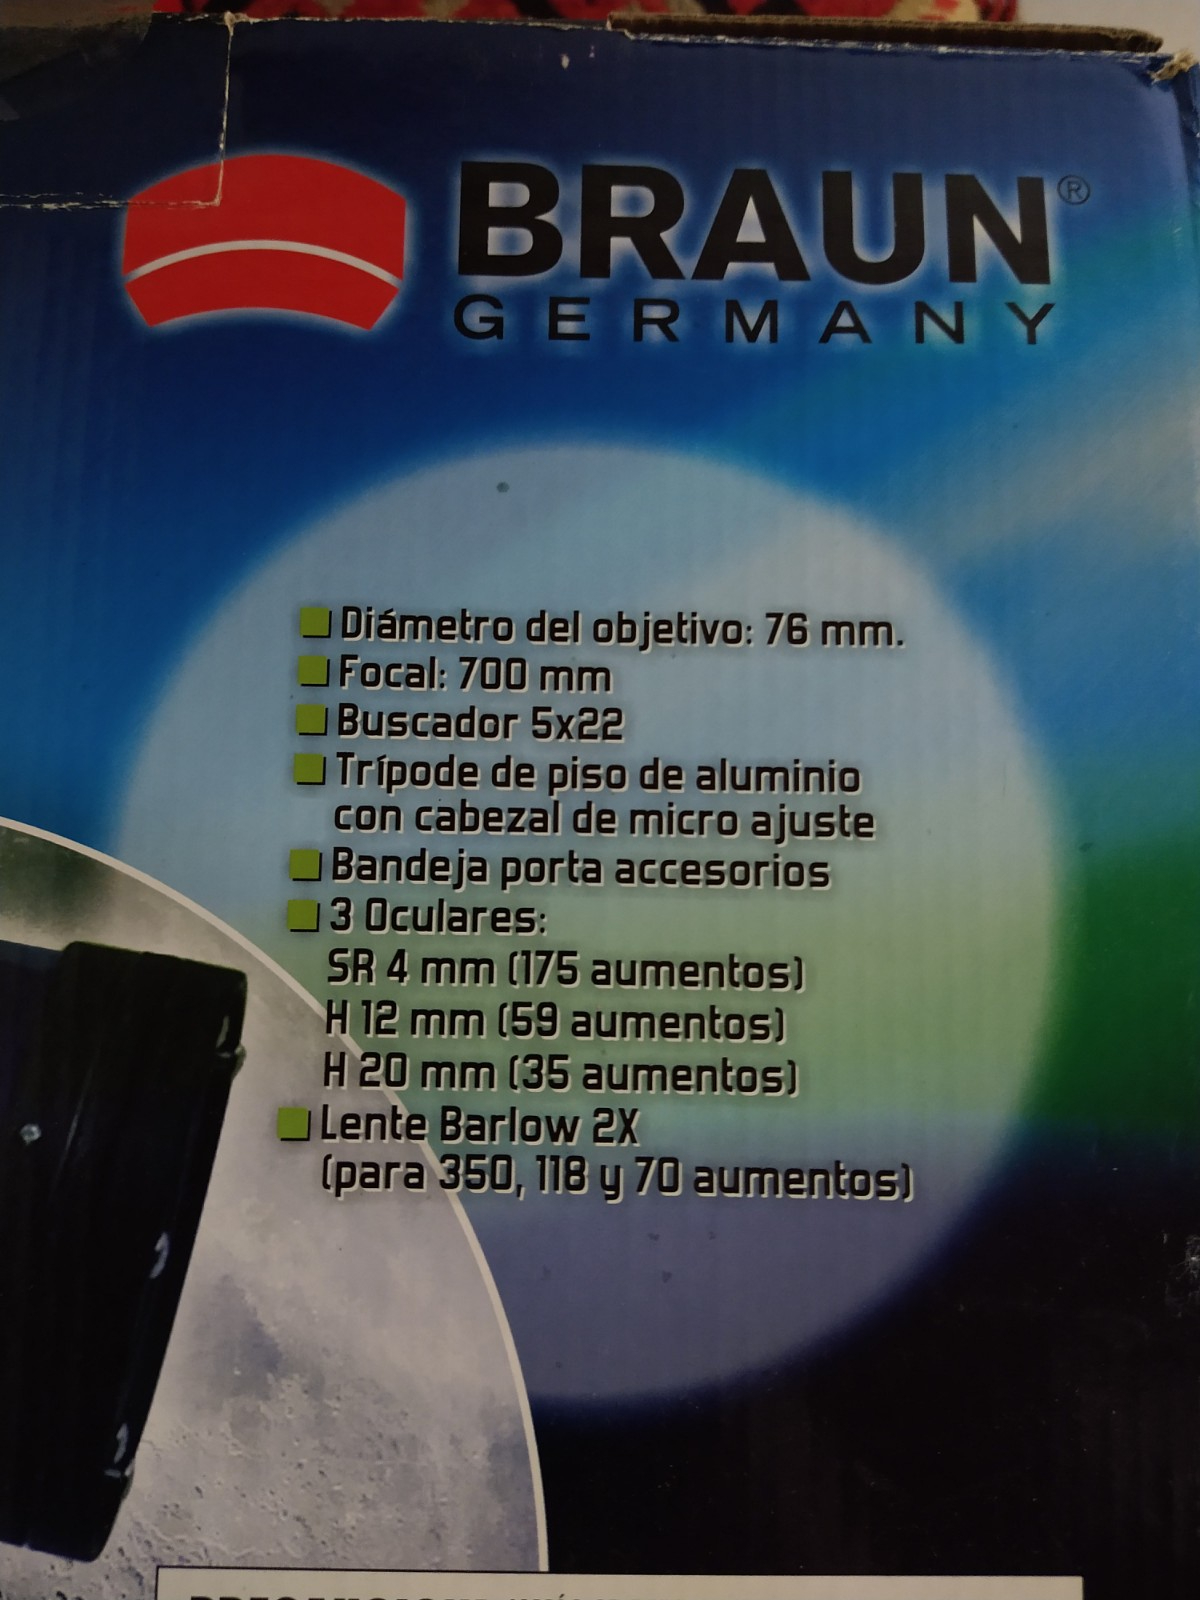 BRAUN®
GERMANY
Diámetro del objetivo: 76 mm.
Focal: 700 mm
Buscador 5x22
Trípode de piso de aluminio
con cabezal de micro ajuste
Bandeja porta accesorios
3 Oculares:
SR 4 mm (175 aumentos)
H 12 mm (59 aumentos)
H 20 mm (35 aumentos)
Lente Barlow 2X
(para 350, 118 y 70 aumentos)